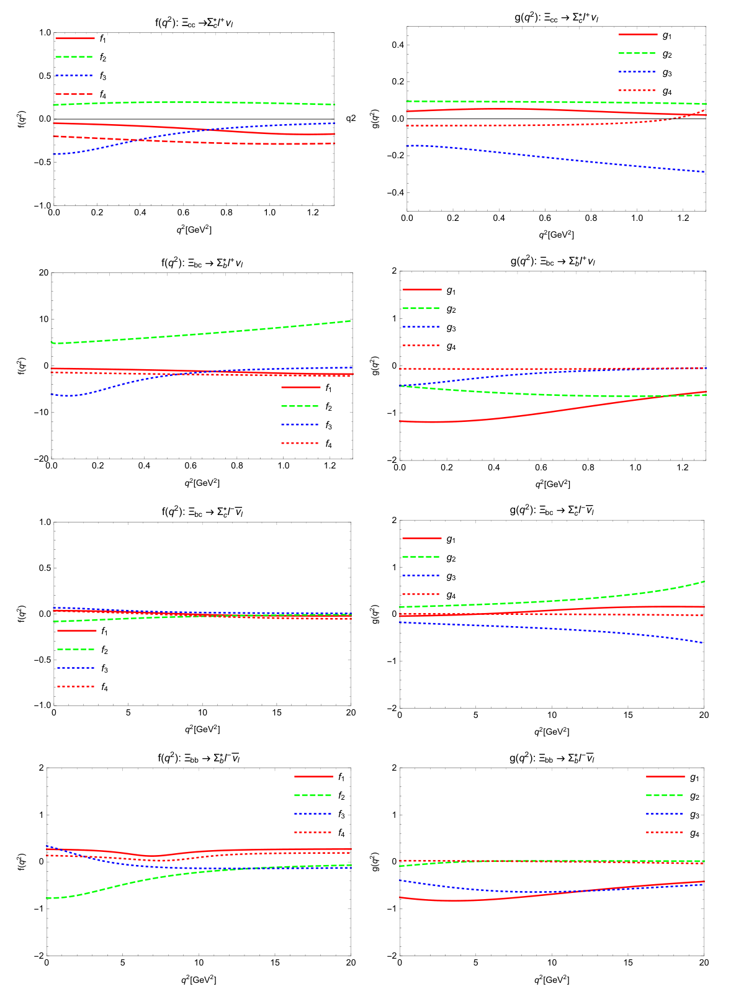 f(q²): Ξcc →Σ*c l⁺νl
1.0
0.5
0.0
−0.5
−1.0
f(q²)
f1
f2
f3
f4
q2
0.0 0.2 0.4 0.6 0.8 1.0 1.2
q²[GeV²]
g(q²): Ξcc → Σ*c l⁺νl
0.4
0.2
0.0
−0.2
−0.4
g(q²)
g1
g2
g3
g4
0.0 0.2 0.4 0.6 0.8 1.0 1.2
q²[GeV²]
f(q²): Ξbc → Σ*b l⁺νl
20
10
0
−10
−20
f(q²)
f1
f2
f3
f4
0.0 0.2 0.4 0.6 0.8 1.0 1.2
q²[GeV²]
g(q²): Ξbc → Σ*b l⁺νl
2
1
0
−1
−2
g(q²)
g1
g2
g3
g4
0.0 0.2 0.4 0.6 0.8 1.0 1.2
q²[GeV²]
f(q²): Ξbc → Σ*c l⁻ν̅l
1.0
0.5
0.0
−0.5
−1.0
f(q²)
f1
f2
f3
f4
0 5 10 15 20
q²[GeV²]
g(q²): Ξbc → Σ*c l⁻ν̅l
2
1
0
−1
−2
g(q²)
g1
g2
g3
g4
0 5 10 15 20
q²[GeV²]
f(q²): Ξbb → Σ*b l⁻ν̅l
2
1
0
−1
−2
f(q²)
f1
f2
f3
f4
0 5 10 15 20
q²[GeV²]
g(q²): Ξbb → Σ*b l⁻ν̅l
2
1
0
−1
−2
g(q²)
g1
g2
g3
g4
0 5 10 15 20
q²[GeV²]